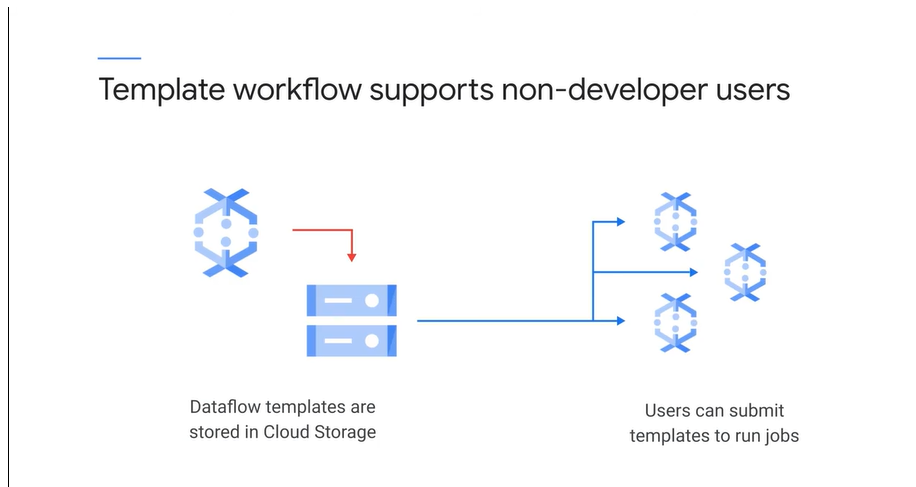 Template workflow supports non-developer users
Dataflow templates are
stored in Cloud Storage
Users can submit
templates to run jobs